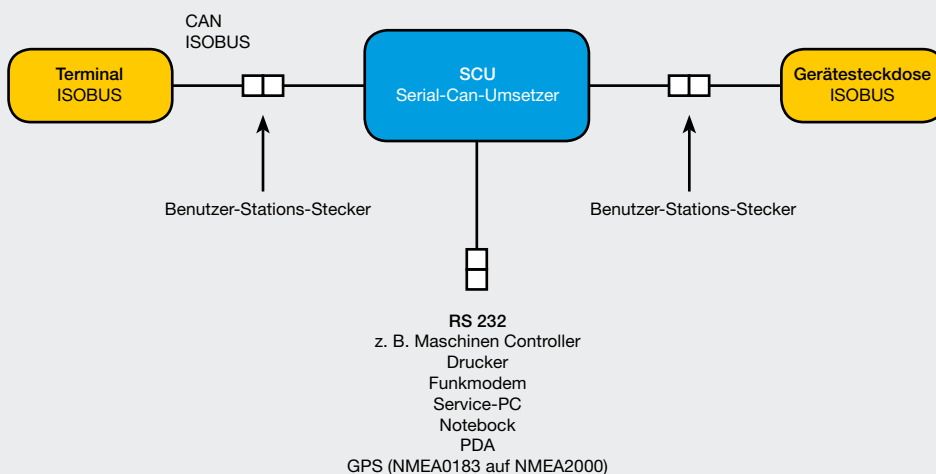 CAN
ISOBUS
Terminal
ISOBUS
SCU
Serial-Can-Umsetzer
Gerätesteckdose
ISOBUS
Benutzer-Stations-Stecker
Benutzer-Stations-Stecker
RS 232
z. B. Maschinen Controller
Drucker
Funkmodem
Service-PC
Notebock
PDA
GPS (NMEA0183 auf NMEA2000)